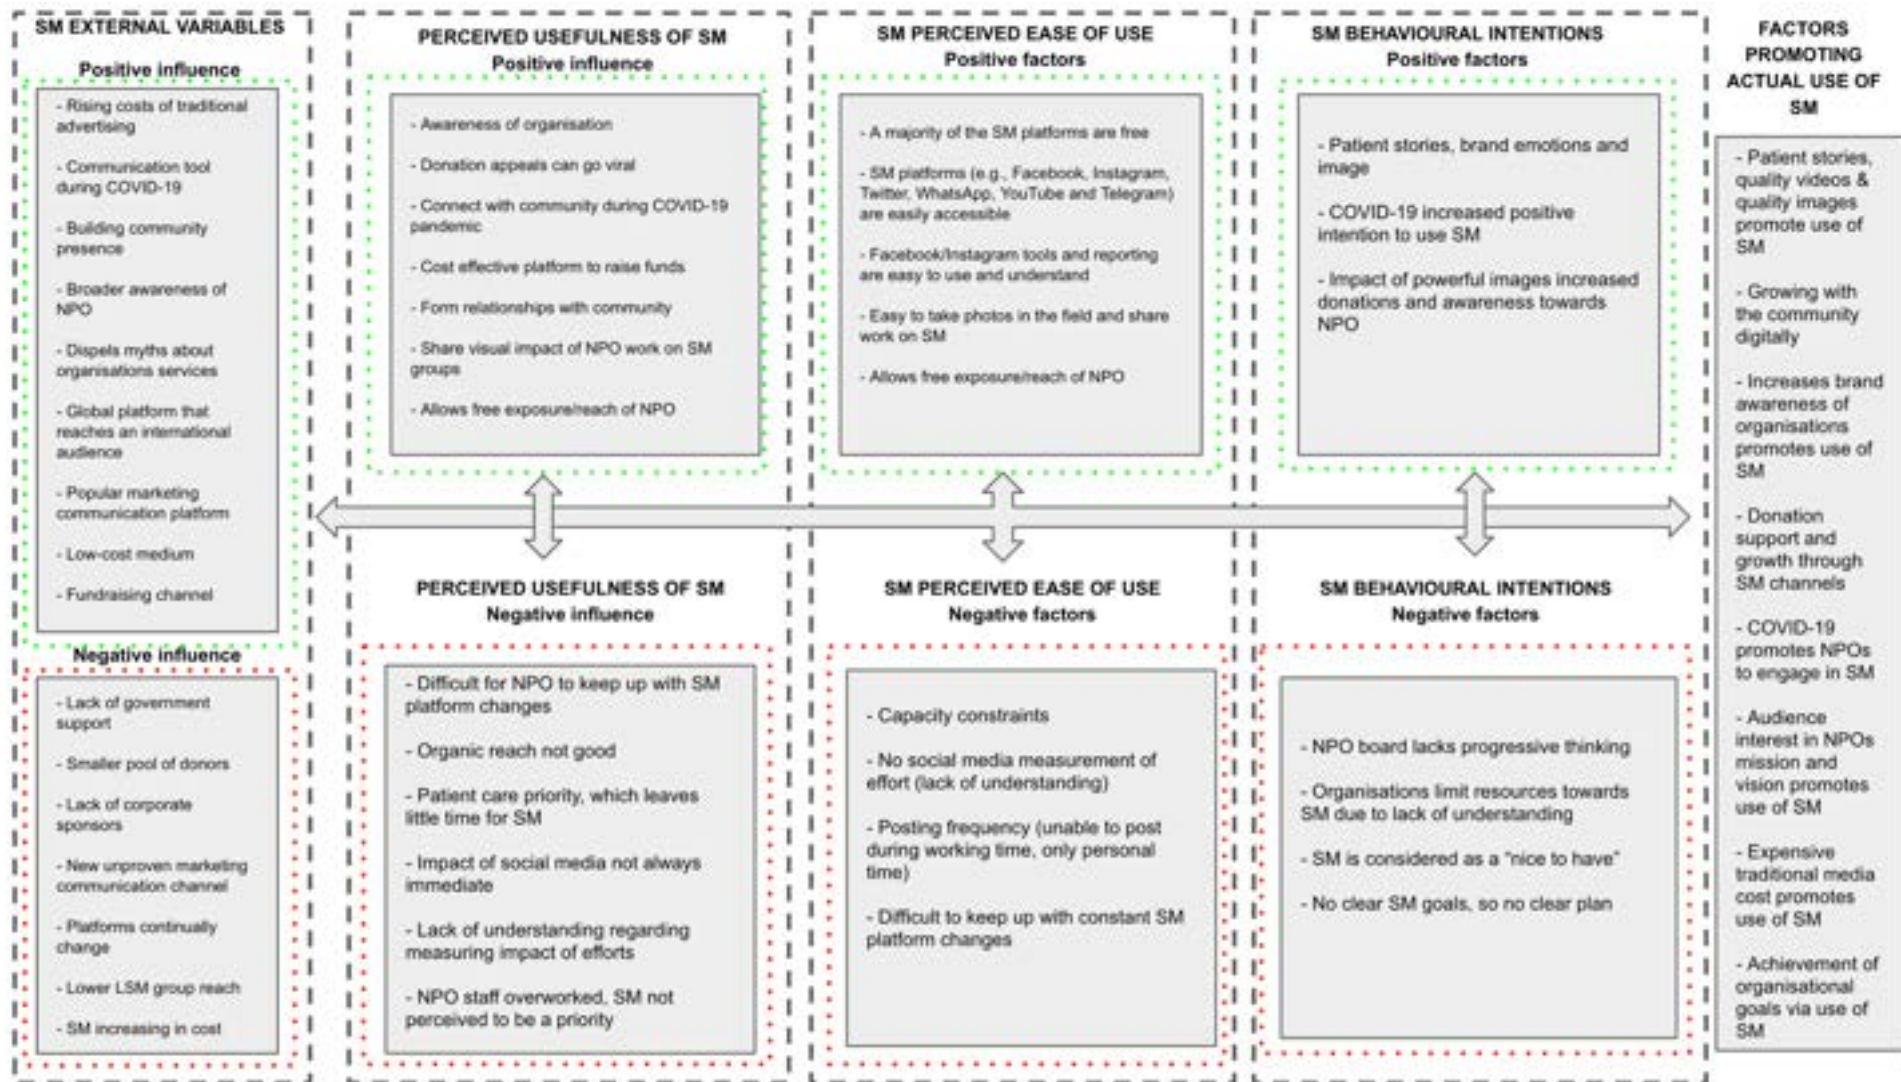 SM EXTERNAL VARIABLES
Positive influence
- Rising costs of traditional
advertising
- Communication tool
during COVID-19
- Building community
presence
- Broader awareness of
NPO
- Dispels myths about
organisations services
- Global platform that
reaches an international
audience
- Popular marketing
communication platform
- Low-cost medium
- Fundraising channel
Negative influence
- Lack of government
support
- Smaller pool of donors
- Lack of corporate
sponsors
- New unproven marketing
communication channel
- Platforms continually
change
- Lower LSM group reach
- SM increasing in cost
PERCEIVED USEFULNESS OF SM
Positive influence
- Awareness of organisation
- Donation appeals can go viral
- Connect with community during COVID-19
pandemic
- Cost effective platform to raise funds
- Form relationships with community
- Share visual impact of NPO work on SM
groups
- Allows free exposure/reach of NPO
PERCEIVED USEFULNESS OF SM
Negative influence
- Difficult for NPO to keep up with SM
platform changes
- Organic reach not good
- Patient care priority, which leaves
little time for SM
- Impact of social media not always
immediate
- Lack of understanding regarding
measuring impact of efforts
- NPO staff overworked, SM not
perceived to be a priority
SM PERCEIVED EASE OF USE
Positive factors
- A majority of the SM platforms are free
- SM platforms (e.g., Facebook, Instagram,
Twitter, WhatsApp, YouTube and Telegram)
are easily accessible
- Facebook/Instagram tools and reporting
are easy to use and understand
- Easy to take photos in the field and share
work on SM
- Allows free exposure/reach of NPO
SM PERCEIVED EASE OF USE
Negative factors
- Capacity constraints
- No social media measurement of
effort (lack of understanding)
- Posting frequency (unable to post
during working time, only personal
time)
- Difficult to keep up with constant SM
platform changes
SM BEHAVIOURAL INTENTIONS
Positive factors
- Patient stories, brand emotions and
image
- COVID-19 increased positive
intention to use SM
- Impact of powerful images increased
donations and awareness towards
NPO
SM BEHAVIOURAL INTENTIONS
Negative factors
- NPO board lacks progressive thinking
- Organisations limit resources towards
SM due to lack of understanding
- SM is considered as a "nice to have"
- No clear SM goals, so no clear plan
FACTORS
PROMOTING
ACTUAL USE OF
SM
- Patient stories,
quality videos &
quality images
promote use of
SM
- Growing with
the community
digitally
- Increases brand
awareness of
organisations
promotes use of
SM
- Donation
support and
growth through
SM channels
- COVID-19
promotes NPOs
to engage in SM
- Audience
interest in NPOs
mission and
vision promotes
use of SM
- Expensive
traditional media
cost promotes
use of SM
- Achievement of
organisational
goals via use of
SM